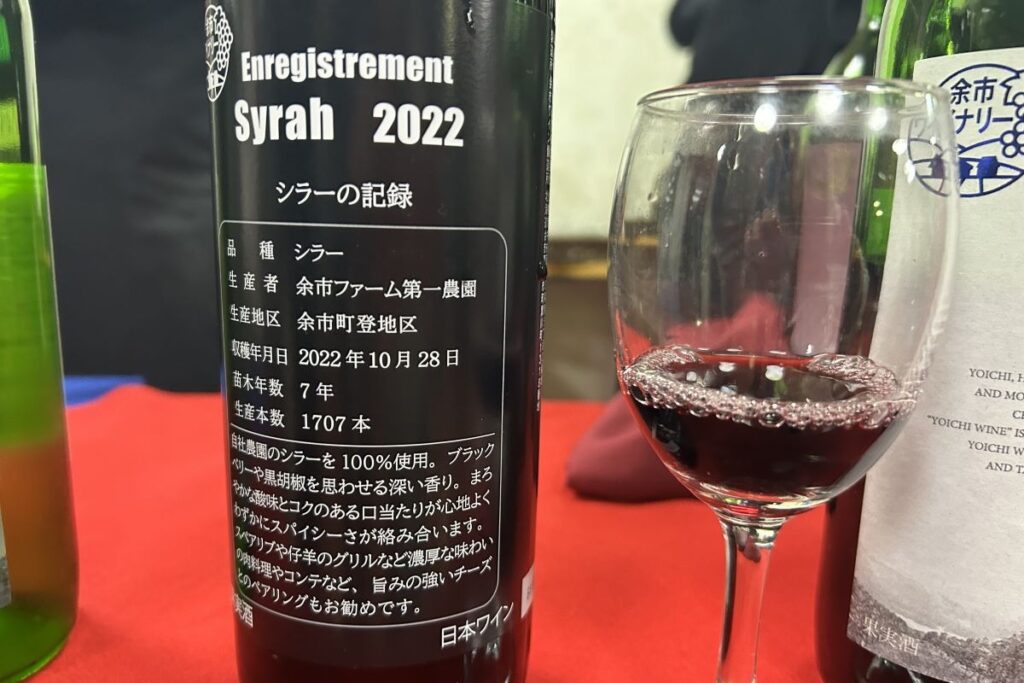 Enregistrement
Syrah 2022
シラーの記録
品種 シラー
生産者 余市ファーム第一農園
生産地区 余市町登地区
収穫年月日 2022年10月28日
苗木年数 7年
生産本数 1707本
自社農園のシラーを100%使用。ブラック
ベリーや黒胡椒を思わせる深い香り。まろ
やかな酸味とコクのある口当たりが心地よく
わずかにスパイシーさが絡み合います。
スペアリブや仔羊のグリルなど濃厚な味わい
の肉料理やコンテなど、旨みの強いチーズ
とのペアリングもお勧めです。
実酒
日本ワイン
余市
ワイナリー
YOICHI, H
AND MO
"YOICHI WINE" IS
YOICHI W
AND T
果実酒